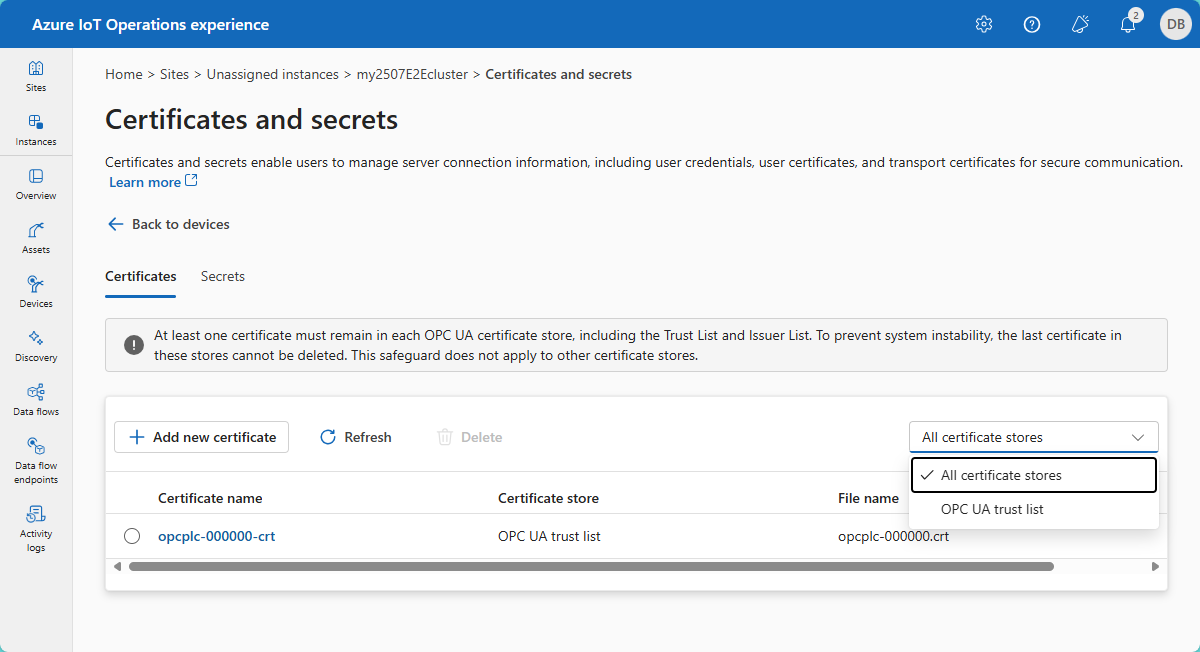 Azure IoT Operations experience
2
DB
Sites
Instances
Overview
Assets
Devices
Discovery
Data flows
Data flow
endpoints
Activity
logs
Home > Sites > Unassigned instances > my2507E2Ecluster > Certificates and secrets
Certificates and secrets
Certificates and secrets enable users to manage server connection information, including user credentials, user certificates, and transport certificates for secure communication.
Learn more
Back to devices
Certificates Secrets
At least one certificate must remain in each OPC UA certificate store, including the Trust List and Issuer List. To prevent system instability, the last certificate in
these stores cannot be deleted. This safeguard does not apply to other certificate stores.
Add new certificate Refresh Delete All certificate stores
All certificate stores
OPC UA trust list
Certificate name Certificate store File name
opcplc-000000-crt OPC UA trust list opcplc-000000.crt